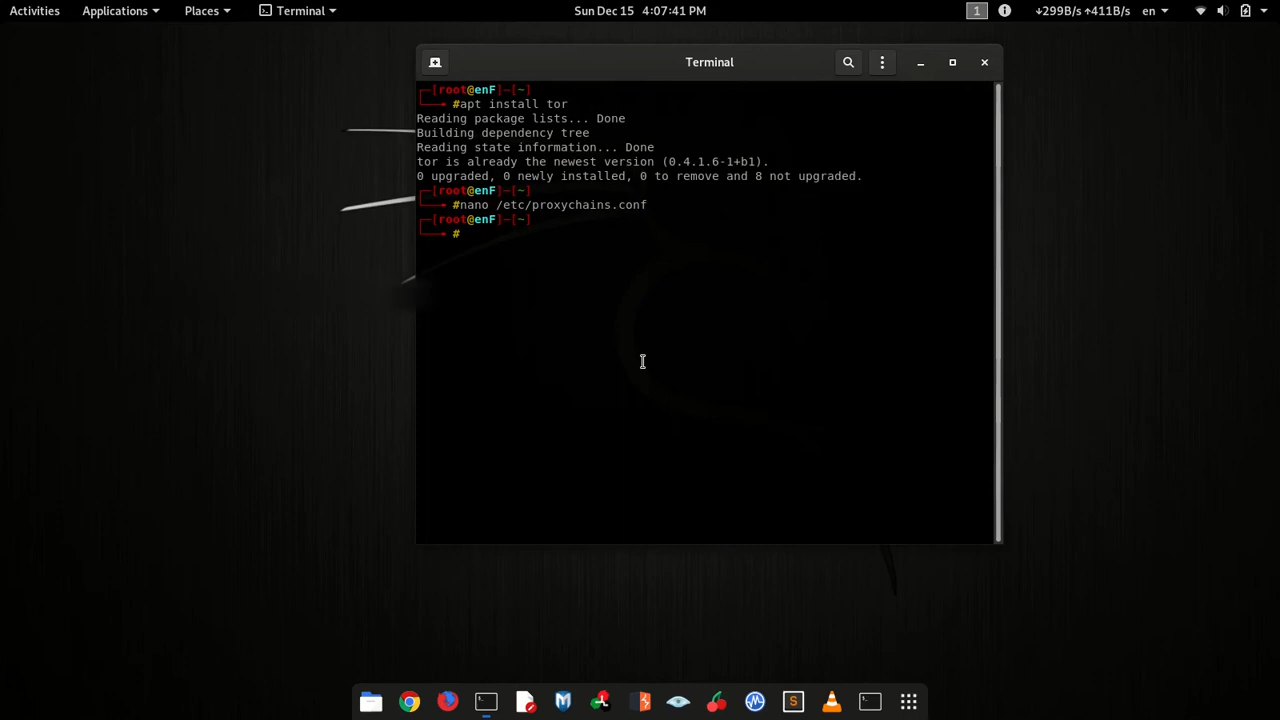 Activities Applications Places Terminal Sun Dec 15 4:07:41 PM 1 ↓299B/s ↑411B/s en
Terminal
┌─[root@enF]─[~]
└──╼ #apt install tor
Reading package lists... Done
Building dependency tree
Reading state information... Done
tor is already the newest version (0.4.1.6-1+b1).
0 upgraded, 0 newly installed, 0 to remove and 8 not upgraded.
┌─[root@enF]─[~]
└──╼ #nano /etc/proxychains.conf
┌─[root@enF]─[~]
└──╼ #